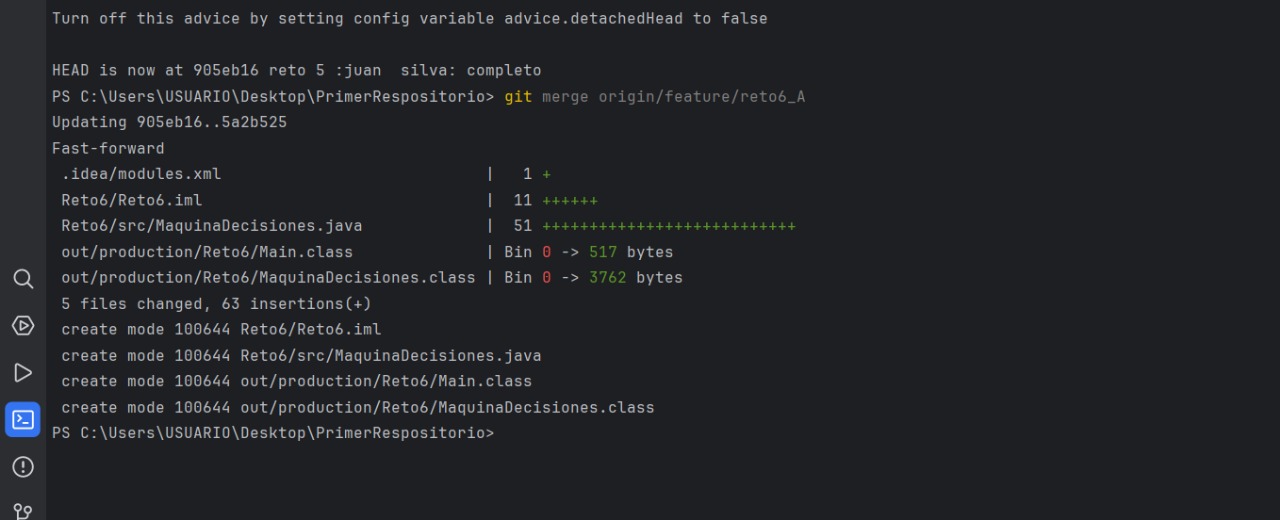 Turn off this advice by setting config variable advice.detachedHead to false
HEAD is now at 905eb16 reto 5 :juan  silva: completo
PS C:\Users\USUARIO\Desktop\PrimerRespositorio> git merge origin/feature/reto6_A
Updating 905eb16..5a2b525
Fast-forward
 .idea/modules.xml                            |   1 +
 Reto6/Reto6.iml                              |  11 ++++++
 Reto6/src/MaquinaDecisiones.java             |  51 +++++++++++++++++++++++++++
 out/production/Reto6/Main.class              | Bin 0 -> 517 bytes
 out/production/Reto6/MaquinaDecisiones.class | Bin 0 -> 3762 bytes
 5 files changed, 63 insertions(+)
 create mode 100644 Reto6/Reto6.iml
 create mode 100644 Reto6/src/MaquinaDecisiones.java
 create mode 100644 out/production/Reto6/Main.class
 create mode 100644 out/production/Reto6/MaquinaDecisiones.class
PS C:\Users\USUARIO\Desktop\PrimerRespositorio>